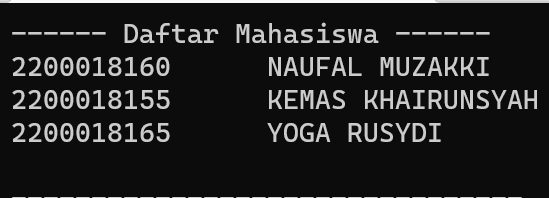 ------ Daftar Mahasiswa ------
2200018160      NAUFAL MUZAKKI
2200018155      KEMAS KHAIRUNSYAH
2200018165      YOGA RUSYDI
--------------------------------